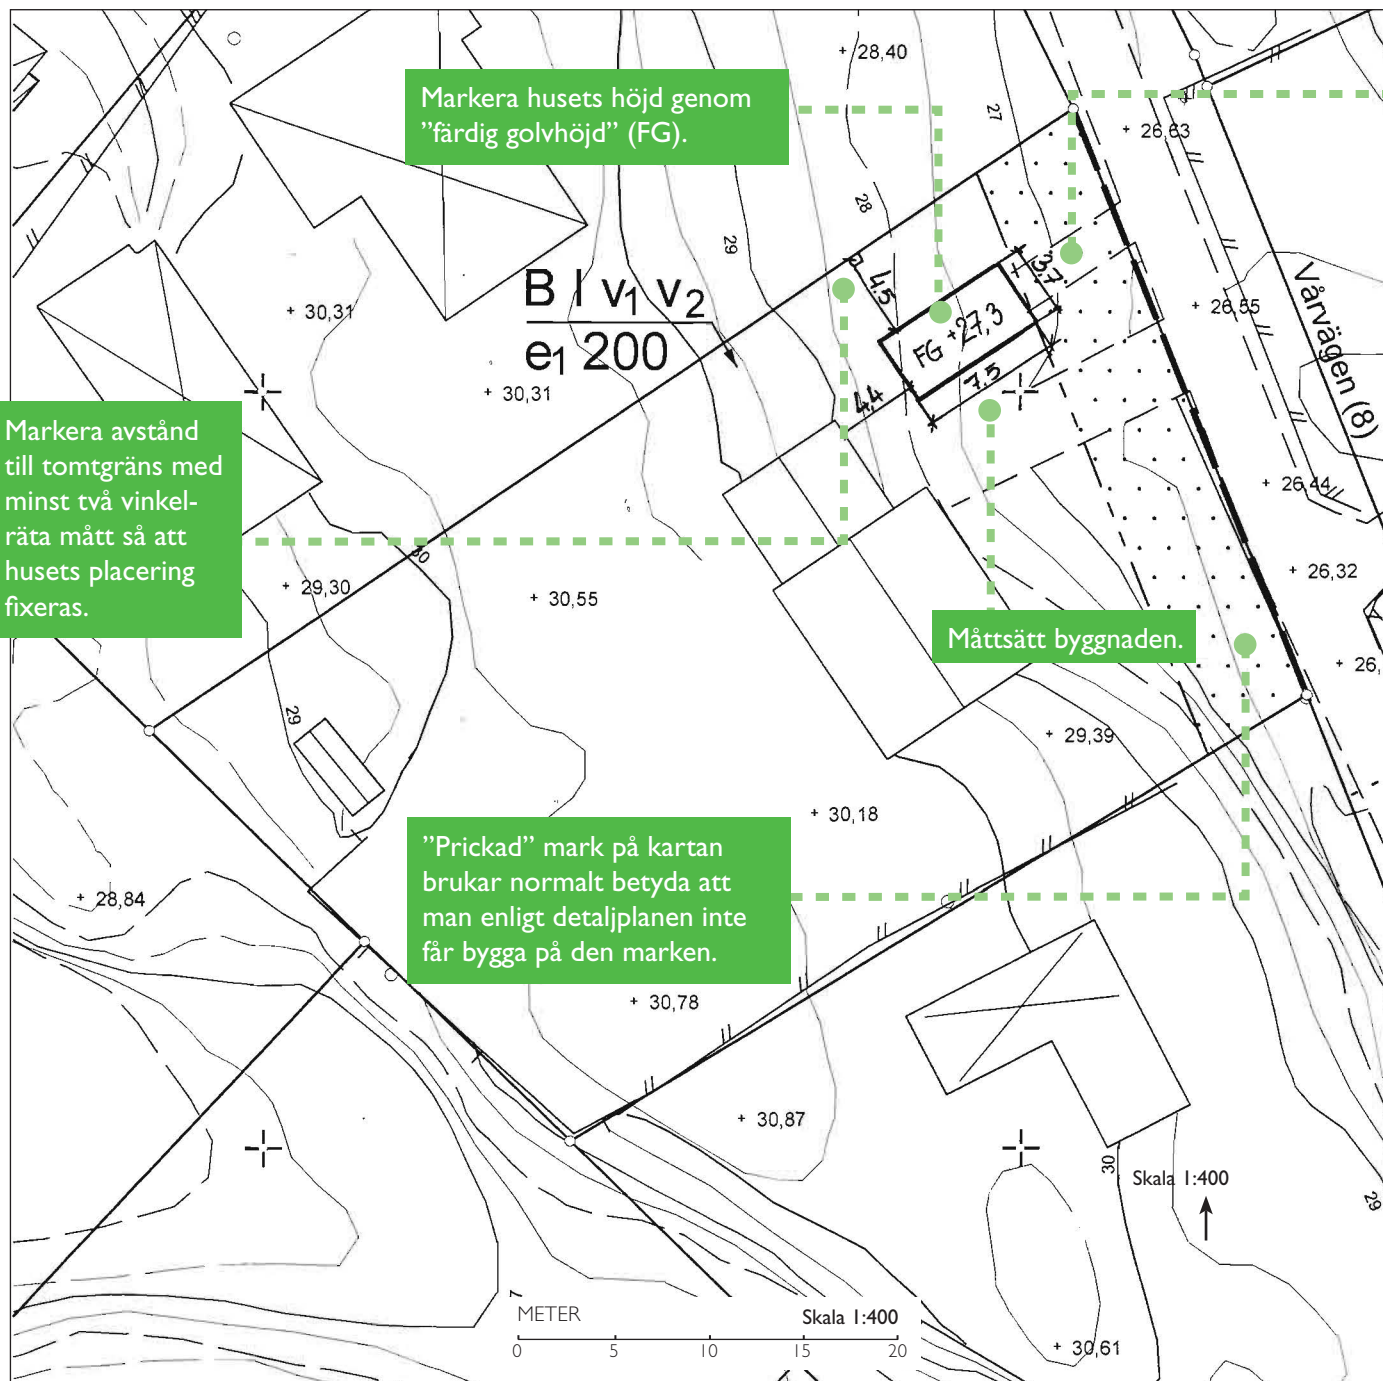 28,40
Markera husets höjd genom
”färdig golvhöjd” (FG).
27
26,63
28
29
B I v1 v2
e1 200
4.5
3.7
FG +27,3
7.5
4,4
Vårvägen (8)
26,55
30,31
30,31
Markera avstånd
till tomtgräns med
minst två vinkel-
räta mått så att
husets placering
fixeras.
26,44
30
29,30
30,55
26,32
Måttsätt byggnaden.
26,
29
29,39
30,18
”Prickad” mark på kartan
brukar normalt betyda att
man enligt detaljplanen inte
får bygga på den marken.
28,84
30,78
30,87
30
Skala 1:400
29
7
METER
Skala 1:400
0 5 10 15 20
30,61